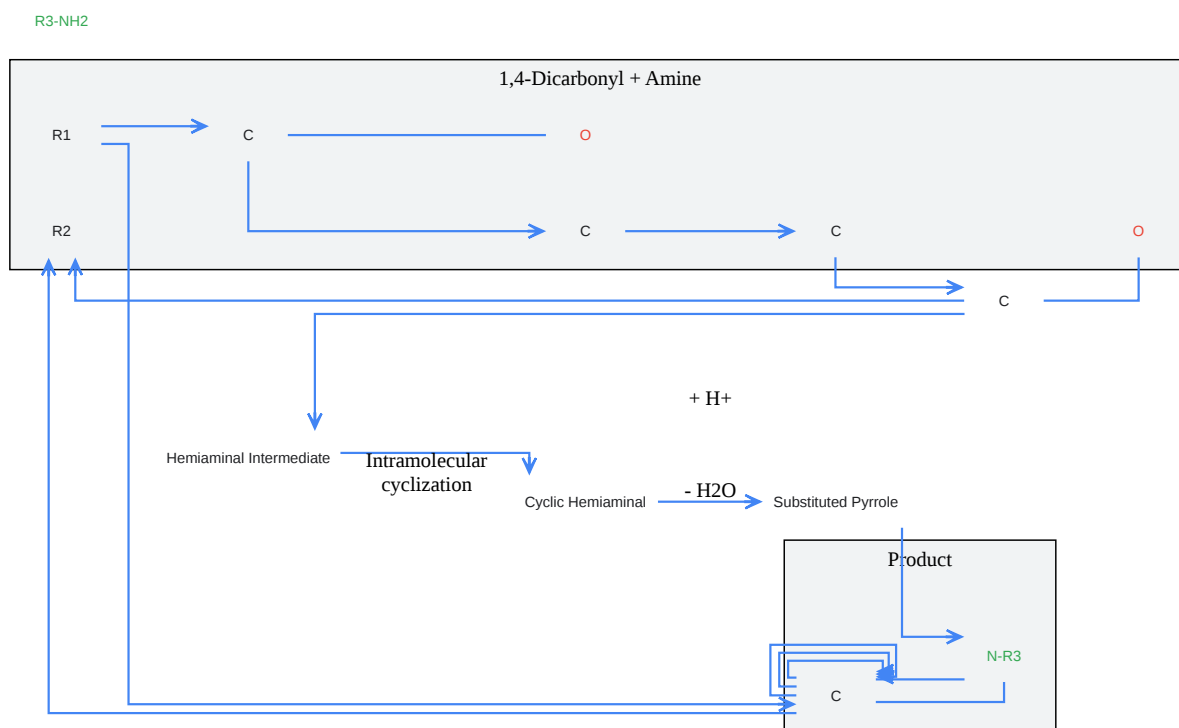 R3-NH2
1,4-Dicarbonyl + Amine
R1
C
O
R2
C
C
O
C
+ H+
Hemiaminal Intermediate
Intramolecular
cyclization
Cyclic Hemiaminal
- H2O
Substituted Pyrrole
Product
N-R3
C